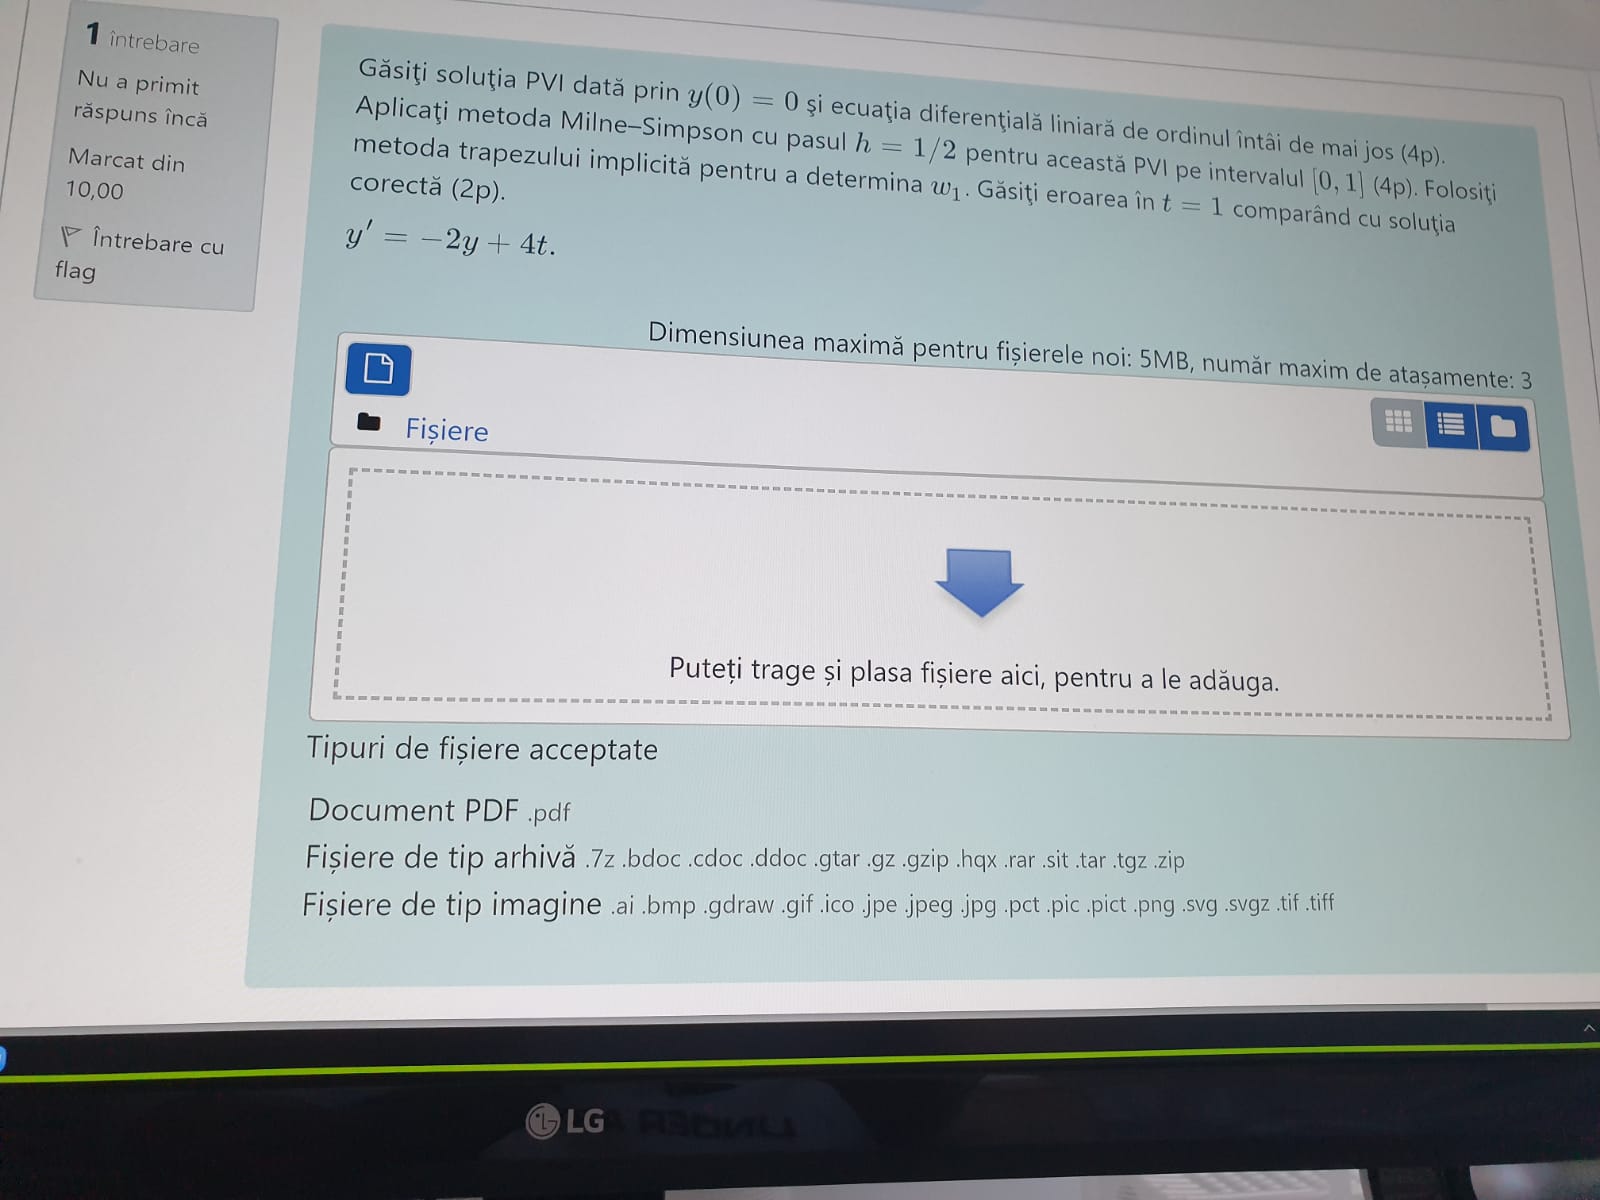 1 întrebare
Nu a primit
răspuns încă
Marcat din
10,00
Întrebare cu
flag
Găsiţi soluţia PVI dată prin y(0) = 0 şi ecuaţia diferenţială liniară de ordinul întâi de mai jos (4p).
Aplicaţi metoda Milne–Simpson cu pasul h = 1/2 pentru această PVI pe intervalul [0, 1] (4p). Folosiţi
metoda trapezului implicită pentru a determina w₁. Găsiţi eroarea în t = 1 comparând cu soluţia
corectă (2p).
y′ = −2y + 4t.
Dimensiunea maximă pentru fișierele noi: 5MB, număr maxim de atașamente: 3
Fișiere
Puteți trage și plasa fișiere aici, pentru a le adăuga.
Tipuri de fișiere acceptate
Document PDF .pdf
Fișiere de tip arhivă .7z .bdoc .cdoc .ddoc .gtar .gz .gzip .hqx .rar .sit .tar .tgz .zip
Fișiere de tip imagine .ai .bmp .gdraw .gif .ico .jpe .jpeg .jpg .pct .pic .pict .png .svg .svgz .tif .tiff
LG